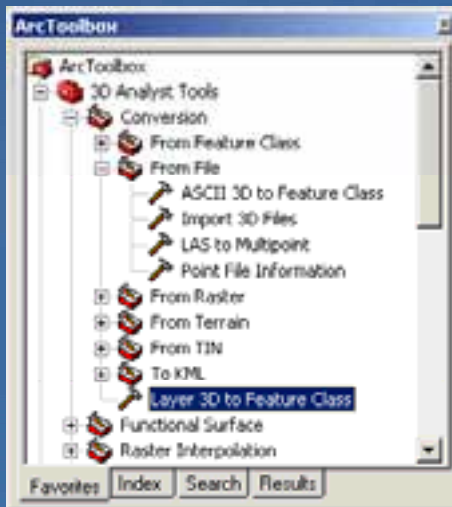 ArcToolbox
ArcToolbox
3D Analyst Tools
Conversion
From Feature Class
From File
ASCII 3D to Feature Class
Import 3D Files
LAS to Multipoint
Point File Information
From Raster
From Terrain
From TIN
To KML
Layer 3D to Feature Class
Functional Surface
Raster Interpolation
Favorites Index Search Results